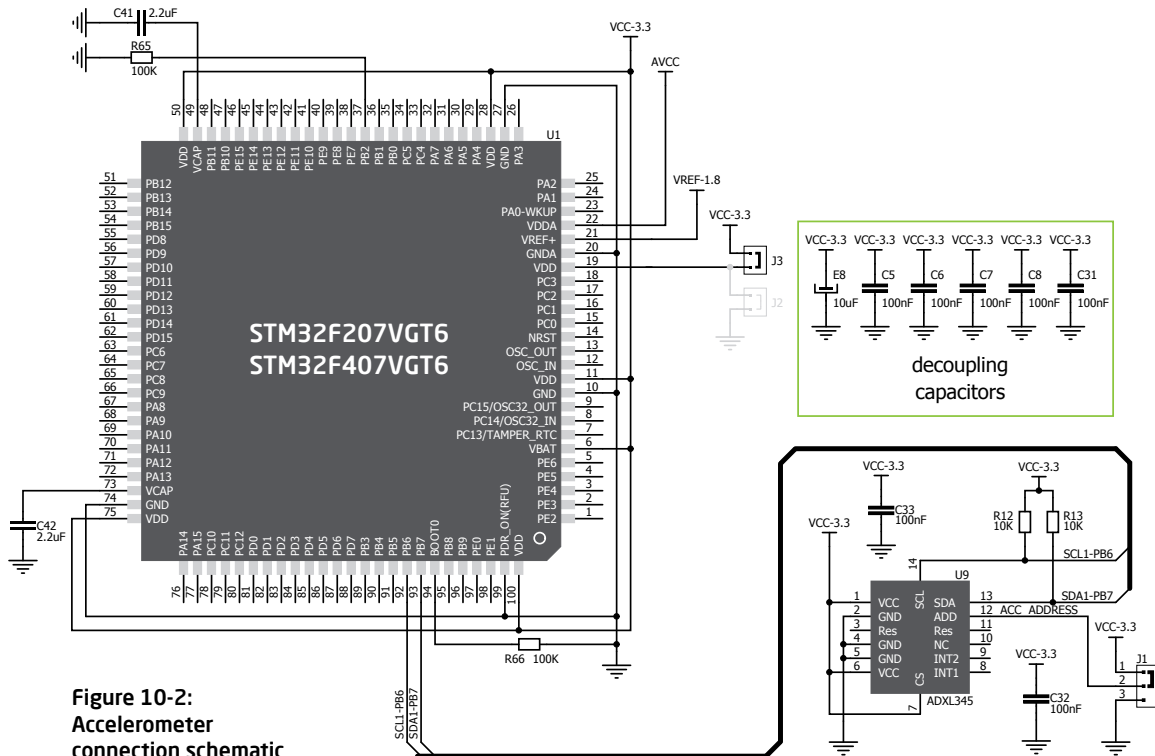 C41 2.2uF
R65
100K
VCC-3.3
AVCC
50 49 48 47 46 45 44 43 42 41 40 39 38 37 36 35 34 33 32 31 30 29 28 27 26
U1
VDD VCAP PB11 PB10 PE15 PE14 PE13 PE12 PE11 PE10 PE9 PE8 PE7 PB2 PB1 PB0 PC5 PC4 PA7 PA6 PA5 PA4 VDD GND PA3
51 PB12
52 PB13
53 PB14
54 PB15
55 PD8
56 PD9
57 PD10
58 PD11
59 PD12
60 PD13
61 PD14
62 PD15
63 PC6
64 PC7
65 PC8
66 PC9
67 PA8
68 PA9
69 PA10
70 PA11
71 PA12
72 PA13
73 VCAP
74 GND
75 VDD
STM32F207VGT6
STM32F407VGT6
PA2 25
PA1 24
PA0-WKUP 23
VDDA 22
VREF+ 21
GNDA 20
VDD 19
PC3 18
PC2 17
PC1 16
PC0 15
NRST 14
OSC_OUT 13
OSC_IN 12
VDD 11
GND 10
PC15/OSC32_OUT 9
PC14/OSC32_IN 8
PC13/TAMPER_RTC 7
VBAT 6
PE6 5
PE5 4
PE4 3
PE3 2
PE2 1
PA14 PA15 PC10 PC11 PC12 PD0 PD1 PD2 PD3 PD4 PD5 PD6 PD7 PB3 PB4 PB5 PB6 PB7 BOOT0 PB8 PB9 PE0 PE1 PDR_ON(RFU) VDD
76 77 78 79 80 81 82 83 84 85 86 87 88 89 90 91 92 93 94 95 96 97 98 99 100
C42
2.2uF
R66 100K
SCL1-PB6
SDA1-PB7
VREF-1.8
VCC-3.3
J3
J2
VCC-3.3 VCC-3.3 VCC-3.3 VCC-3.3 VCC-3.3 VCC-3.3
E8 C5 C6 C7 C8 C31
10uF 100nF 100nF 100nF 100nF 100nF
decoupling
capacitors
VCC-3.3
C33
100nF
VCC-3.3
R12
10K
R13
10K
VCC-3.3
SCL1-PB6
14
U9
SCL
1 VCC
2 GND
3 Res
4 GND
5 GND
6 VCC
SDA 13 SDA1-PB7
ADD 12 ACC ADDRESS
Res 11
NC 10
INT2 9
INT1 8
CS
7
ADXL345
VCC-3.3
C32
100nF
VCC-3.3
J1
1
2
3
Figure 10-2:
Accelerometer
connection schematic